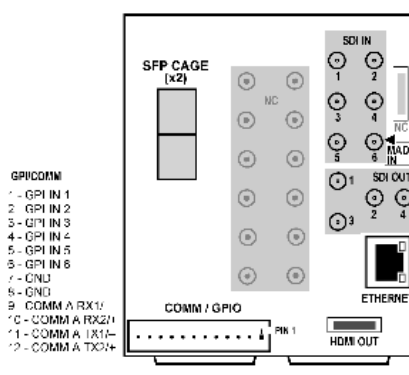 SDI IN
1 2
SFP CAGE
(x2)
NC
3 4
NC
5 6
MAD
IN
1
SDI OUT
3
2 4
GPI/COMM
1 - GPI IN 1
2 GPI IN 2
3 - GPI IN 3
4 - GPI IN 4
5 - GPI IN 5
6 - GPI IN 6
7 - GND
8 - GND
9 COMM A RX1/
10 - COMM A RX2/+
11 - COMM A TX1/-
12 - COMM A TX2/+
ETHERNE
COMM / GPIO
PIN 1
HDMI OUT